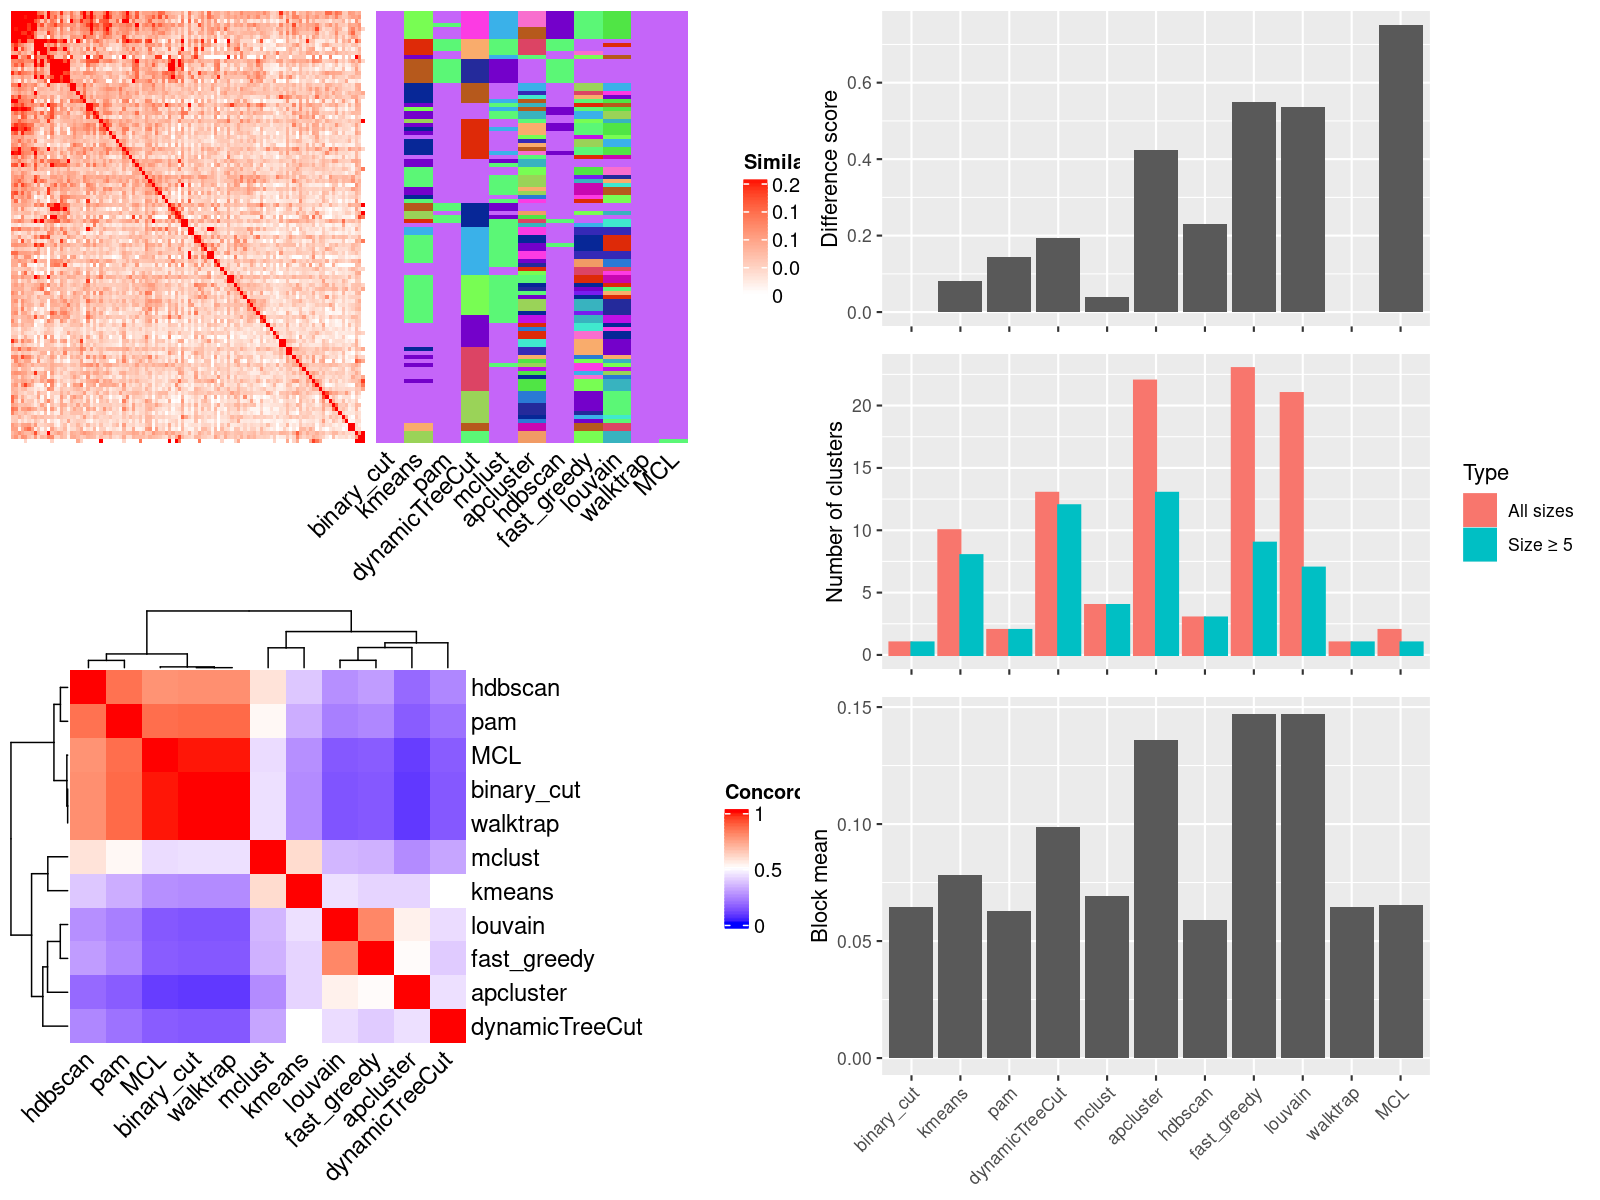 Simila
0.2
0.1
0.1
0.0
0
binary_cut
kmeans
pam
dynamicTreeCut
mclust
apcluster
hdbscan
fast_greedy
louvain
walktrap
MCL
hdbscan
pam
MCL
binary_cut
walktrap
mclust
kmeans
louvain
fast_greedy
apcluster
dynamicTreeCut
hdbscan
pam
MCL
binary_cut
walktrap
mclust
kmeans
louvain
fast_greedy
apcluster
dynamicTreeCut
Concord
1
0.5
0
Difference score
0.6
0.4
0.2
0.0
Number of clusters
20
15
10
5
0
Type
All sizes
Size ≥ 5
Block mean
0.15
0.10
0.05
0.00
binary_cut
kmeans
pam
dynamicTreeCut
mclust
apcluster
hdbscan
fast_greedy
louvain
walktrap
MCL